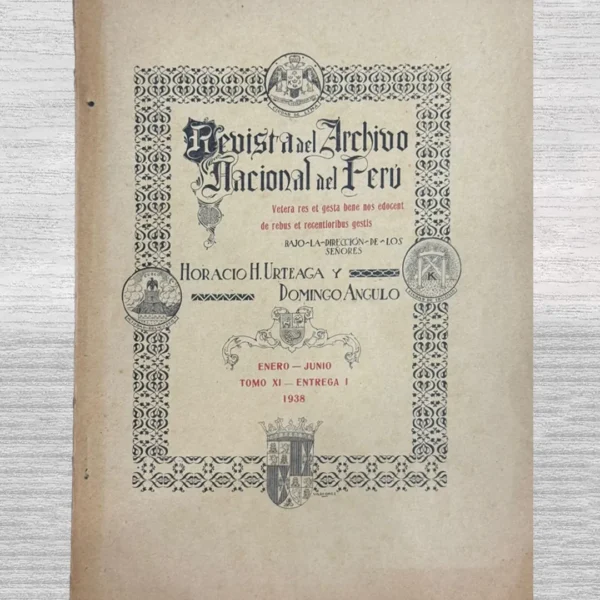 Revista del Archivo
Nacional del Perú
Vetera res et gesta bene nos edocent
de rebus et recentioribus gestis
BAJO-LA-DIRECCIÓN-DE-LOS
SEÑORES
HORACIO H. URTEAGA Y
DOMINGO ANGULO
ENERO — JUNIO
TOMO XI — ENTREGA I
1938